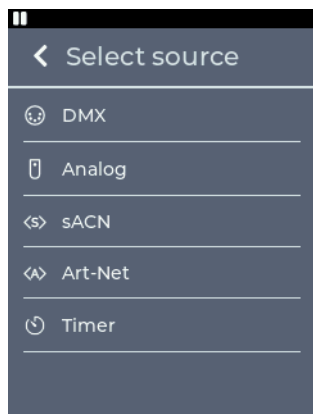 Select source
DMX
Analog
<S> sACN
<A> Art-Net
Timer